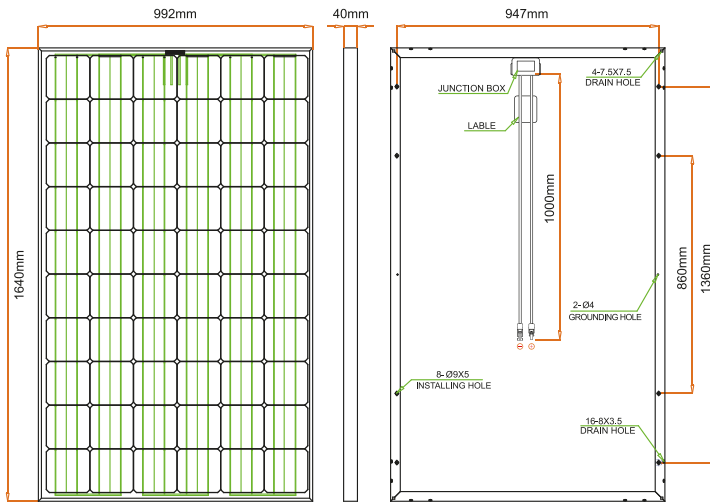 992mm
40mm
947mm
1640mm
JUNCTION BOX
LABLE
1000mm
4-7.5X7.5
DRAIN HOLE
860mm
1360mm
2-Ø4
GROUNDING HOLE
8-Ø9X5
INSTALLING HOLE
16-8X3.5
DRAIN HOLE